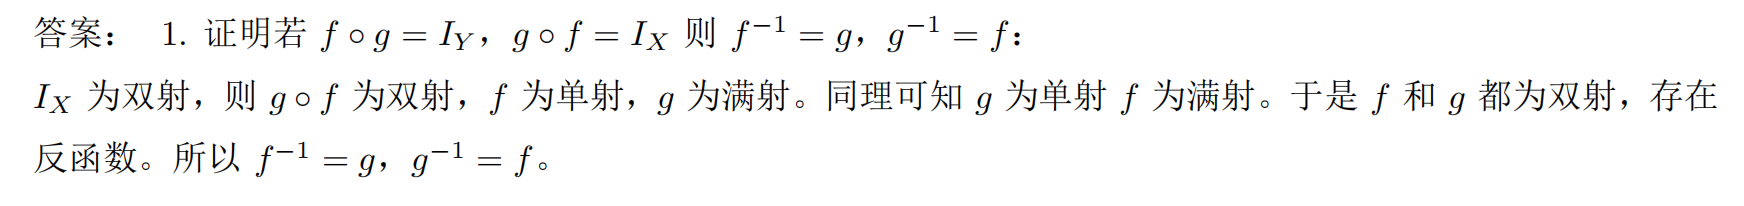 答案： 1. 证明若 f ∘ g = I_Y，g ∘ f = I_X 则 f⁻¹ = g，g⁻¹ = f：
I_X 为双射，则 g ∘ f 为双射，f 为单射，g 为满射。同理可知 g 为单射 f 为满射。于是 f 和 g 都为双射，存在
反函数。所以 f⁻¹ = g，g⁻¹ = f。